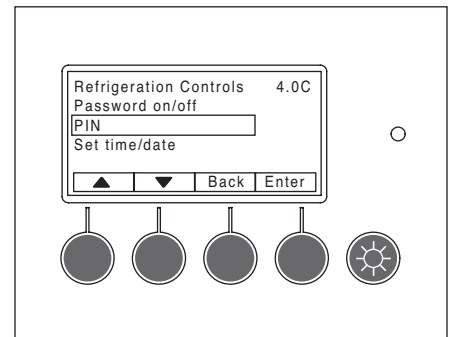 Refrigeration Controls 4.0C
Password on/off
PIN
Set time/date
Back Enter